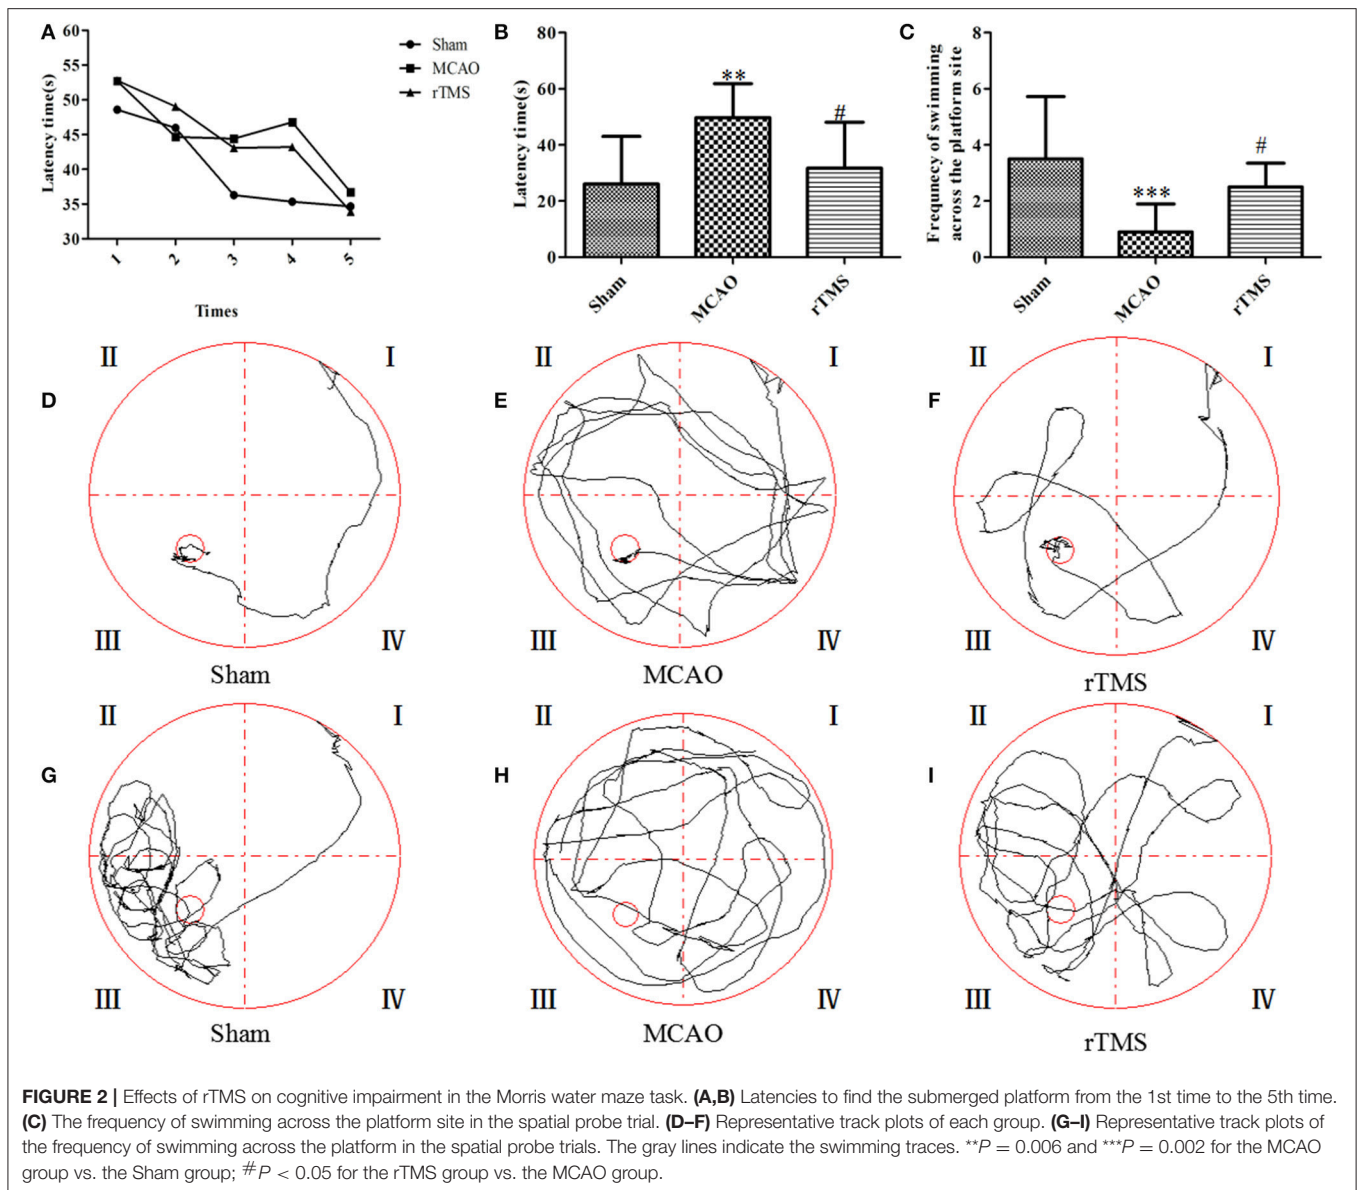 A
60
55
50
45
40
35
30
Latency time(s)
1
2
3
4
5
Times
Sham
MCAO
rTMS
B
80
60
40
20
0
Latency time(s)
**
#
Sham
MCAO
rTMS
C
8
6
4
2
0
Frequnecy of swimming
across the platform site
***
#
Sham
MCAO
rTMS
D
II
I
III
IV
Sham
E
II
I
III
IV
MCAO
F
II
I
III
IV
rTMS
G
II
I
III
IV
Sham
H
II
I
III
IV
MCAO
I
II
I
III
IV
rTMS
FIGURE 2 | Effects of rTMS on cognitive impairment in the Morris water maze task. (A,B) Latencies to find the submerged platform from the 1st time to the 5th time.
(C) The frequency of swimming across the platform site in the spatial probe trial. (D–F) Representative track plots of each group. (G–I) Representative track plots of
the frequency of swimming across the platform in the spatial probe trials. The gray lines indicate the swimming traces. **P = 0.006 and ***P = 0.002 for the MCAO
group vs. the Sham group; #P < 0.05 for the rTMS group vs. the MCAO group.